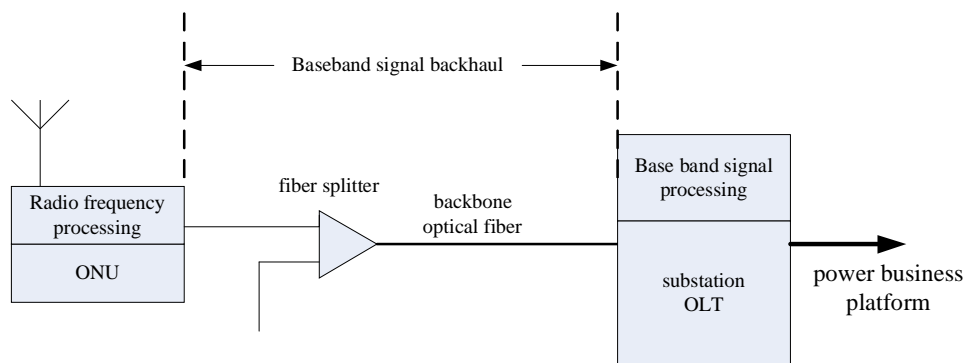 Baseband signal backhaul
Radio frequency
processing
ONU
fiber splitter
backbone
optical fiber
Base band signal
processing
substation
OLT
power business
platform